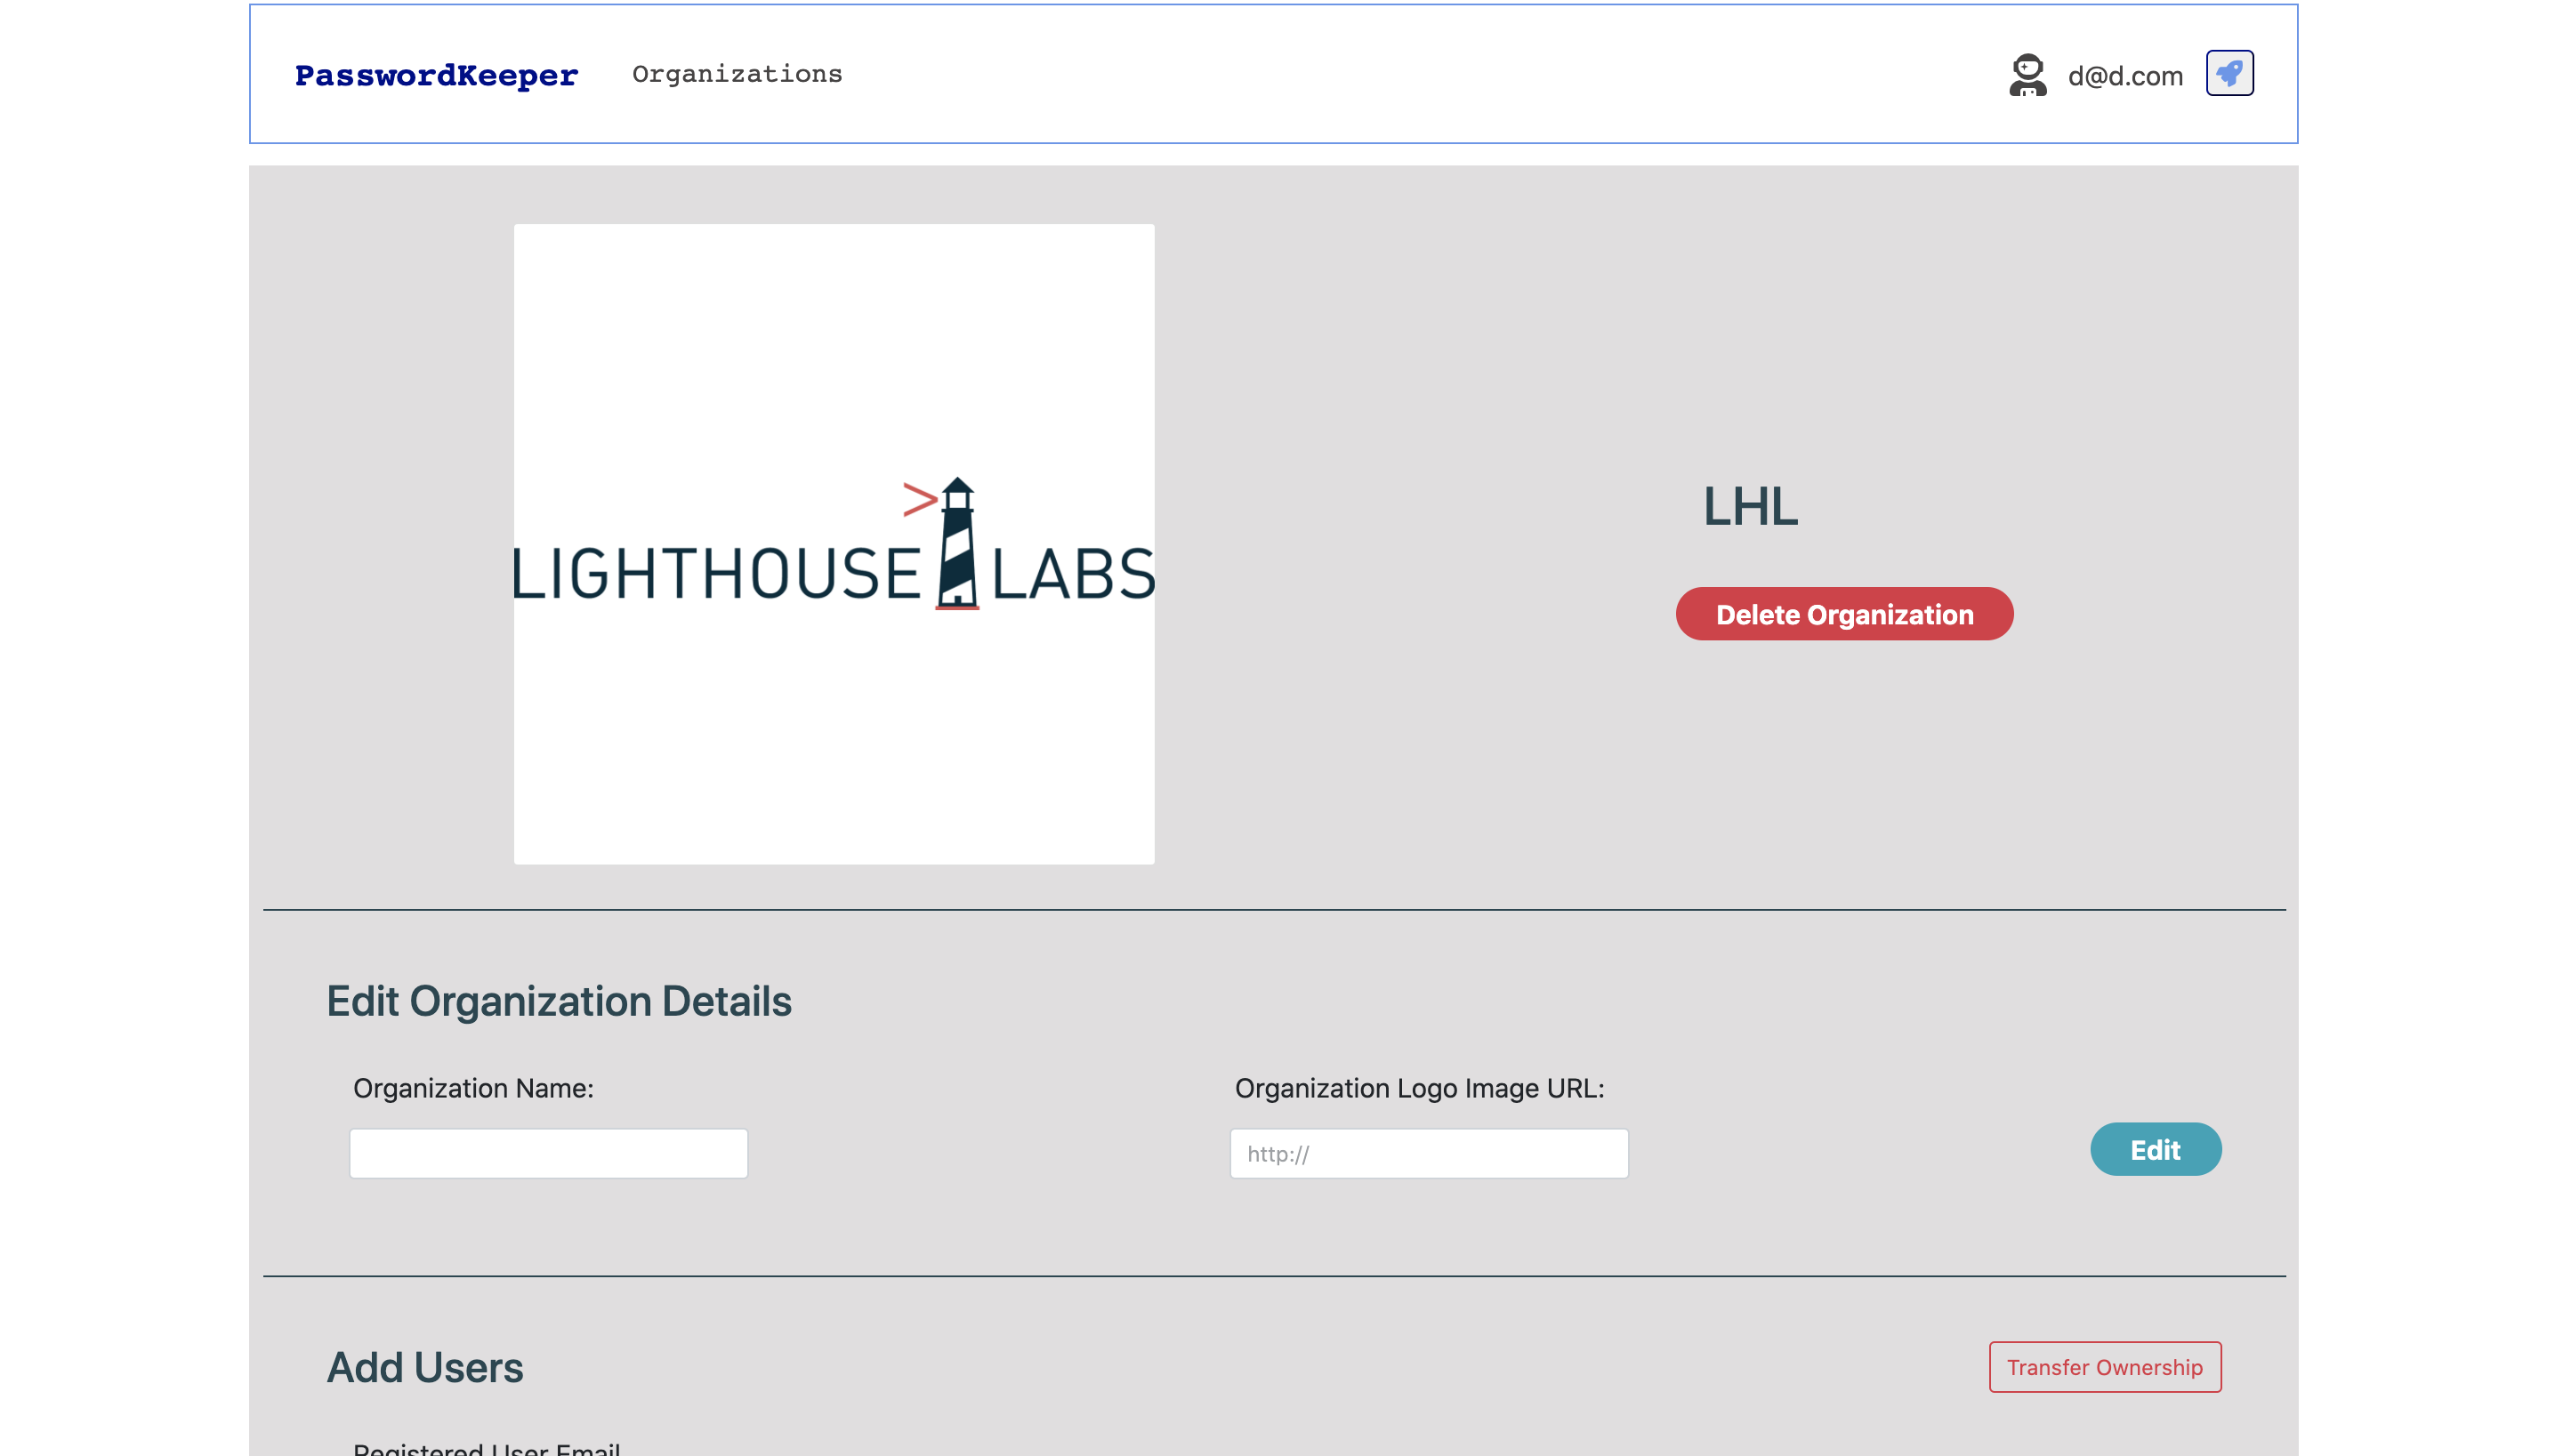 PasswordKeeper Organizations d@d.com
>
LIGHTHOUSE LABS
LHL
Delete Organization
Edit Organization Details
Organization Name: Organization Logo Image URL:
http:// Edit
Add Users Transfer Ownership
Registered User Email